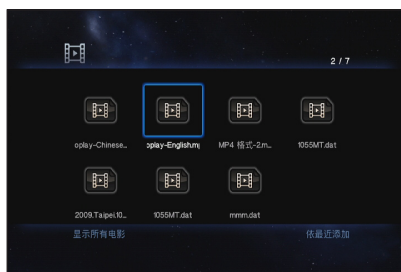 2 / 7
oplay-Chinese...
oplay-English.m
MP4 格式-2.m...
1055MT.dat
2009.Taipei.10...
1055MT.dat
mmm.dat
显示所有电影
依最近添加